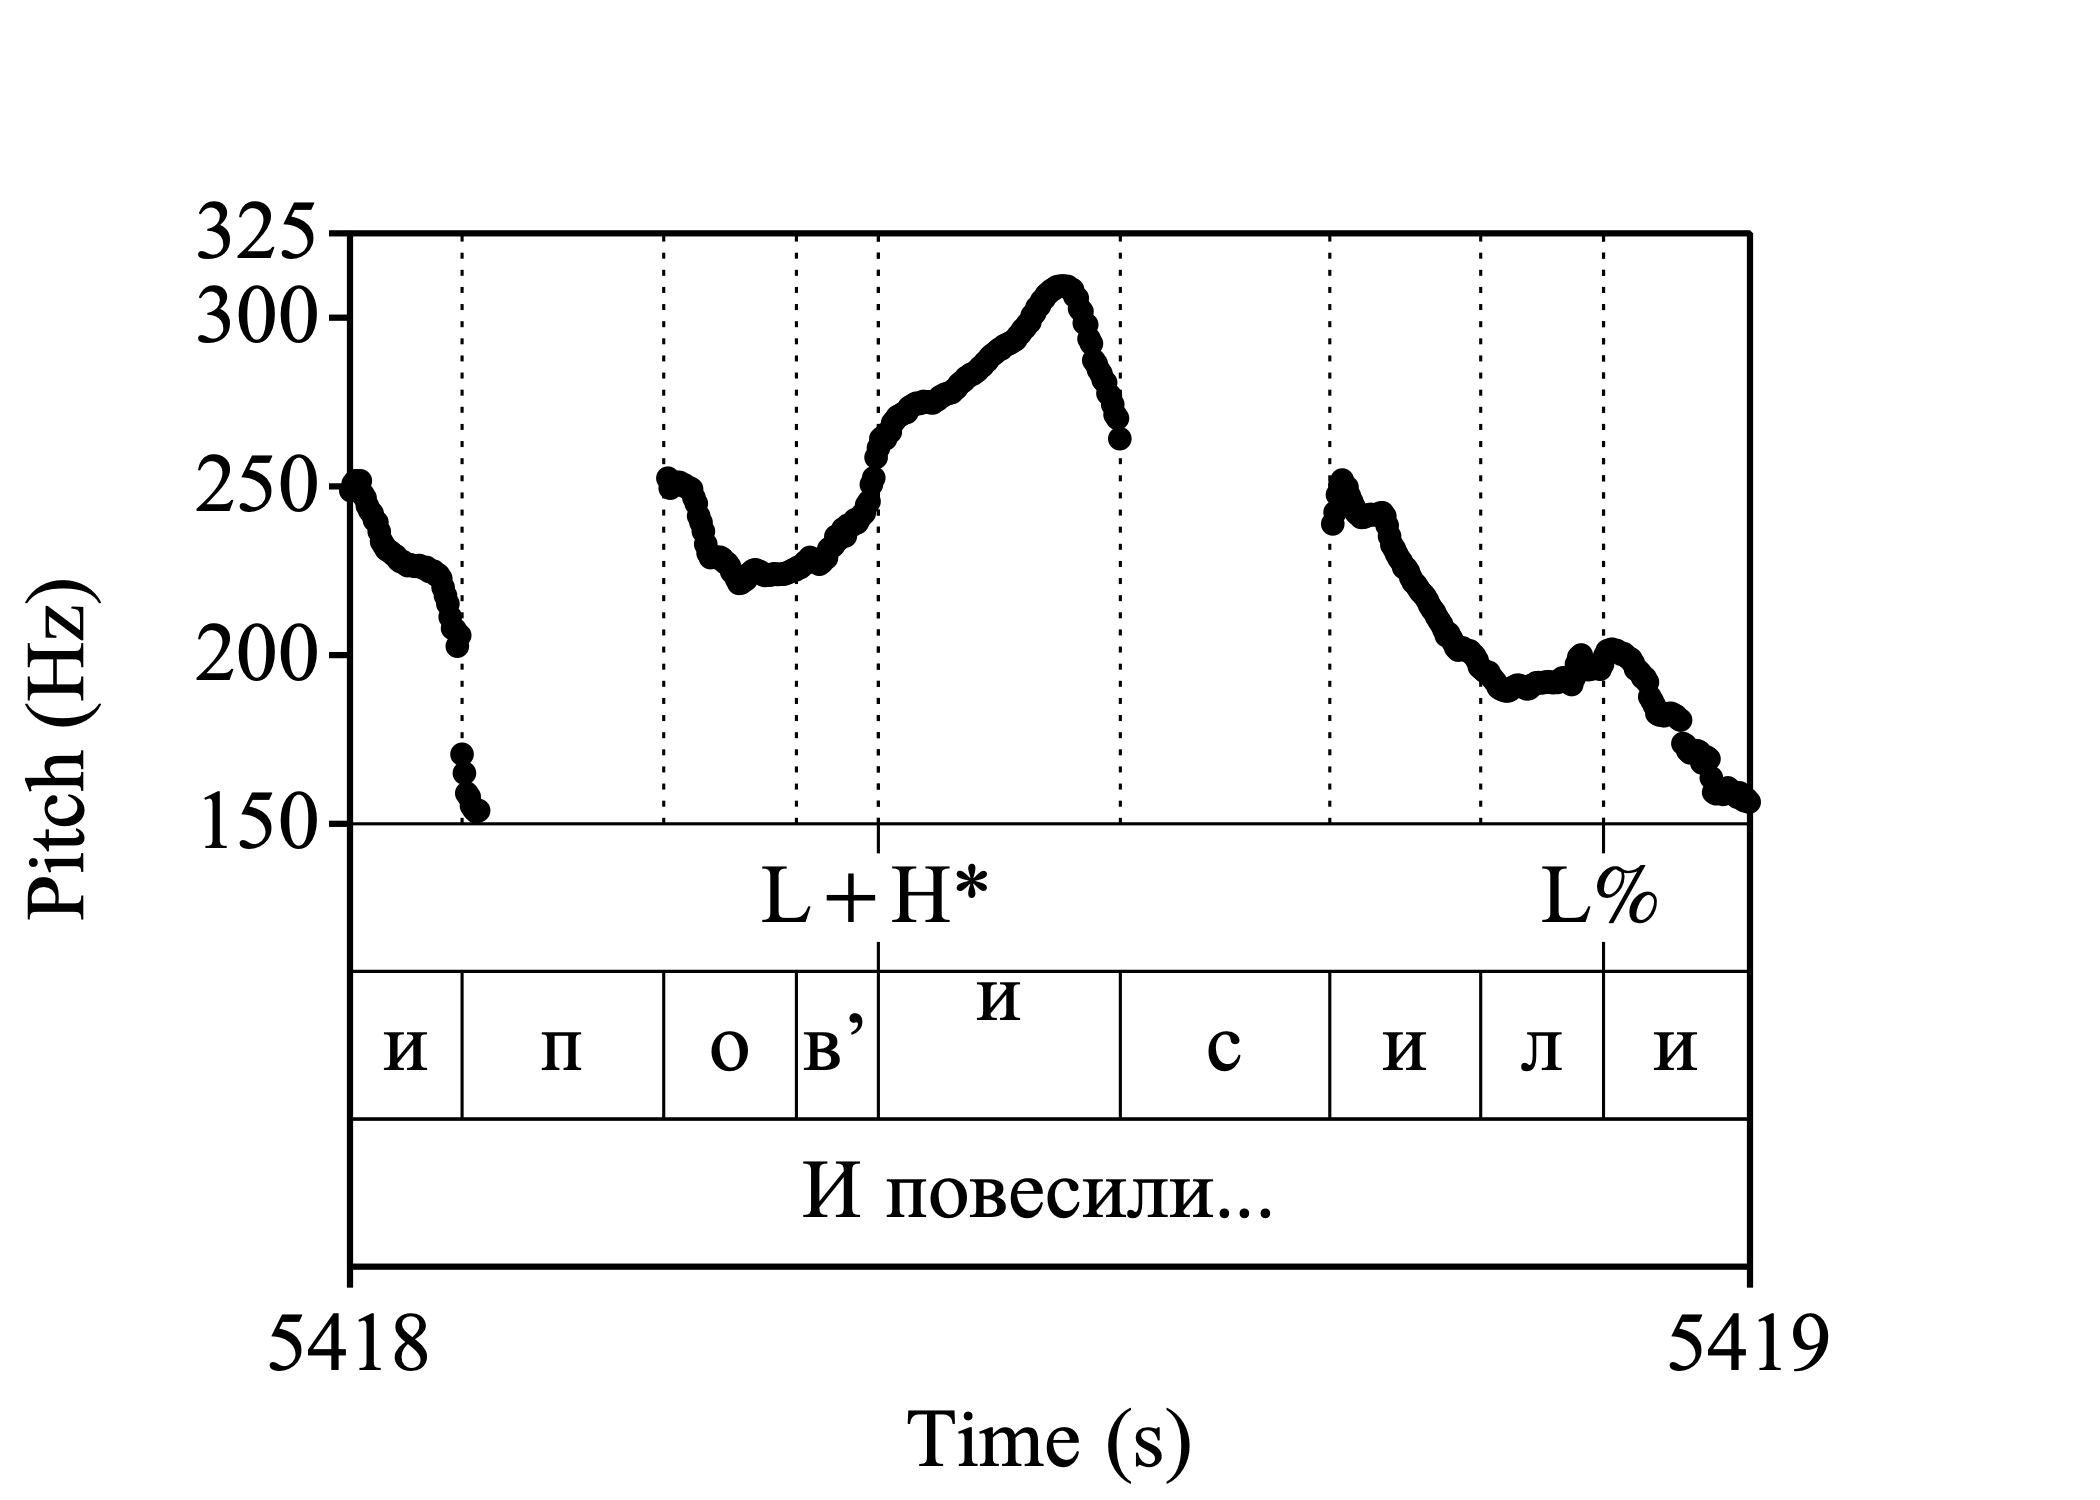 325
300
250
200
150
Pitch (Hz)
L+H* L%
и п о в’ и с и л и
И повесили...
5418 5419
Time (s)